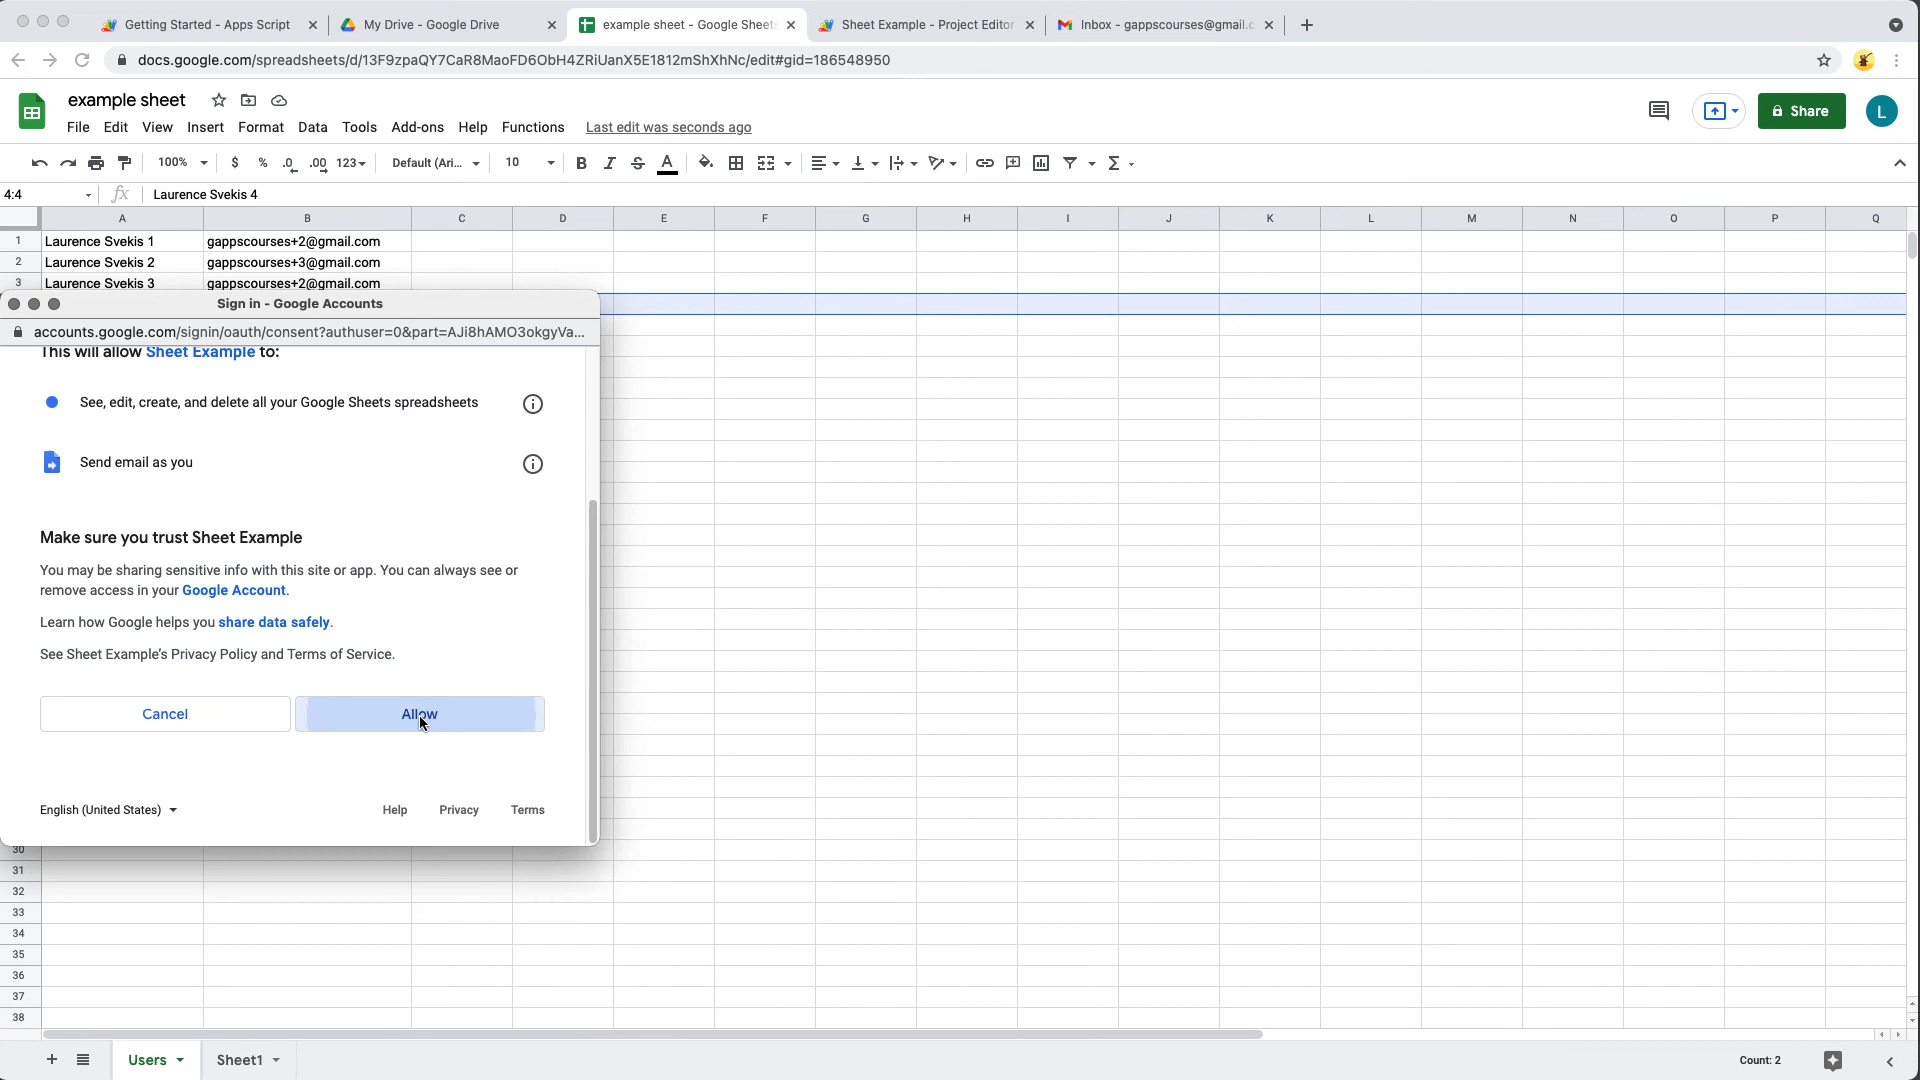 Getting Started - Apps Script
My Drive - Google Drive
example sheet - Google Sheets
Sheet Example - Project Editor
Inbox - gappscourses@gmail.c
docs.google.com/spreadsheets/d/13F9zpaQY7CaR8MaoFD6ObH4ZRiUanX5E1812mShXhNc/edit#gid=186548950
example sheet
Share
L
File Edit View Insert Format Data Tools Add-ons Help Functions Last edit was seconds ago
100% $ % .0 .00 123 Default (Ari... 10 B I S A Σ
4:4 fx Laurence Svekis 4
A B C D E F G H I J K L M N O P Q
1 Laurence Svekis 1 gappscourses+2@gmail.com
2 Laurence Svekis 2 gappscourses+3@gmail.com
3 Laurence Svekis 3 gappscourses+2@gmail.com
Sign in - Google Accounts
accounts.google.com/signin/oauth/consent?authuser=0&part=AJi8hAMO3okgyVa...
This will allow Sheet Example to:
See, edit, create, and delete all your Google Sheets spreadsheets
Send email as you
Make sure you trust Sheet Example
You may be sharing sensitive info with this site or app. You can always see or
remove access in your Google Account.
Learn how Google helps you share data safely.
See Sheet Example's Privacy Policy and Terms of Service.
Cancel
Allow
English (United States)
Help
Privacy
Terms
30
31
32
33
34
35
36
37
38
Users
Sheet1
Count: 2